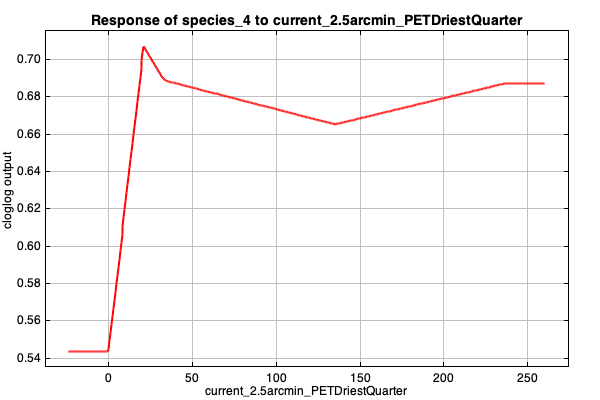 Response of species_4 to current_2.5arcmin_PETDriestQuarter
0.70
0.68
0.66
0.64
0.62
0.60
0.58
0.56
0.54
cloglog output
0 50 100 150 200 250
current_2.5arcmin_PETDriestQuarter